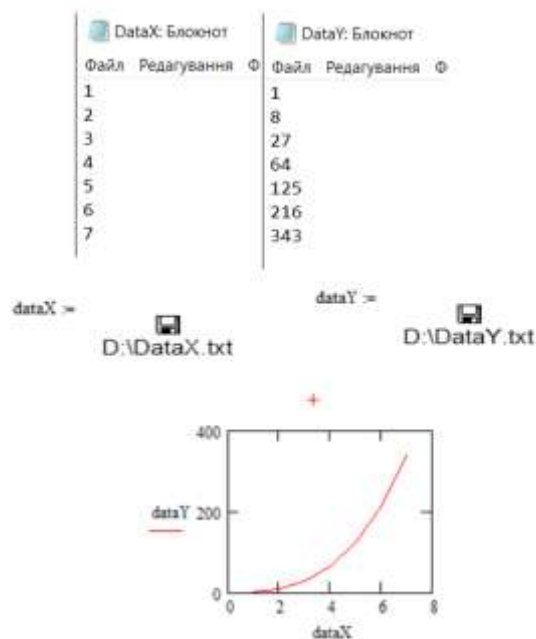 DataX: Блокнот
Файл Редагування Ф
1
2
3
4
5
6
7
DataY: Блокнот
Файл Редагування Ф
1
8
27
64
125
216
343
dataX :=
D:\DataX.txt
dataY :=
D:\DataY.txt
400
dataY 200
0
0 2 4 6 8
dataX